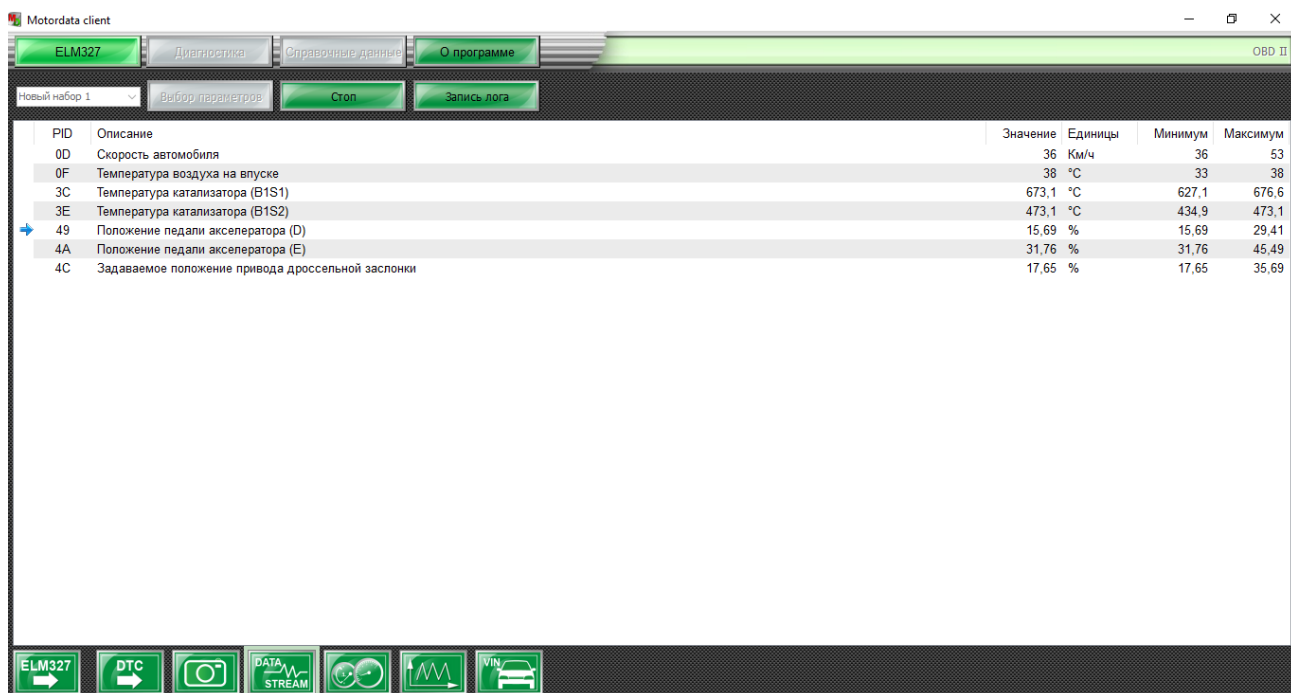 Motordata client
ELM327 Диагностика Справочные данные О программе OBD II
Новый набор 1 Выбор параметров Стоп Запись лога
PID Описание Значение Единицы Минимум Максимум
0D Скорость автомобиля 36 Км/ч 36 53
0F Температура воздуха на впуске 38 °C 33 38
3C Температура катализатора (B1S1) 673,1 °C 627,1 676,6
3E Температура катализатора (B1S2) 473,1 °C 434,9 473,1
49 Положение педали акселератора (D) 15,69 % 15,69 29,41
4A Положение педали акселератора (E) 31,76 % 31,76 45,49
4C Задаваемое положение привода дроссельной заслонки 17,65 % 17,65 35,69
ELM327 DTC DATA STREAM VIN